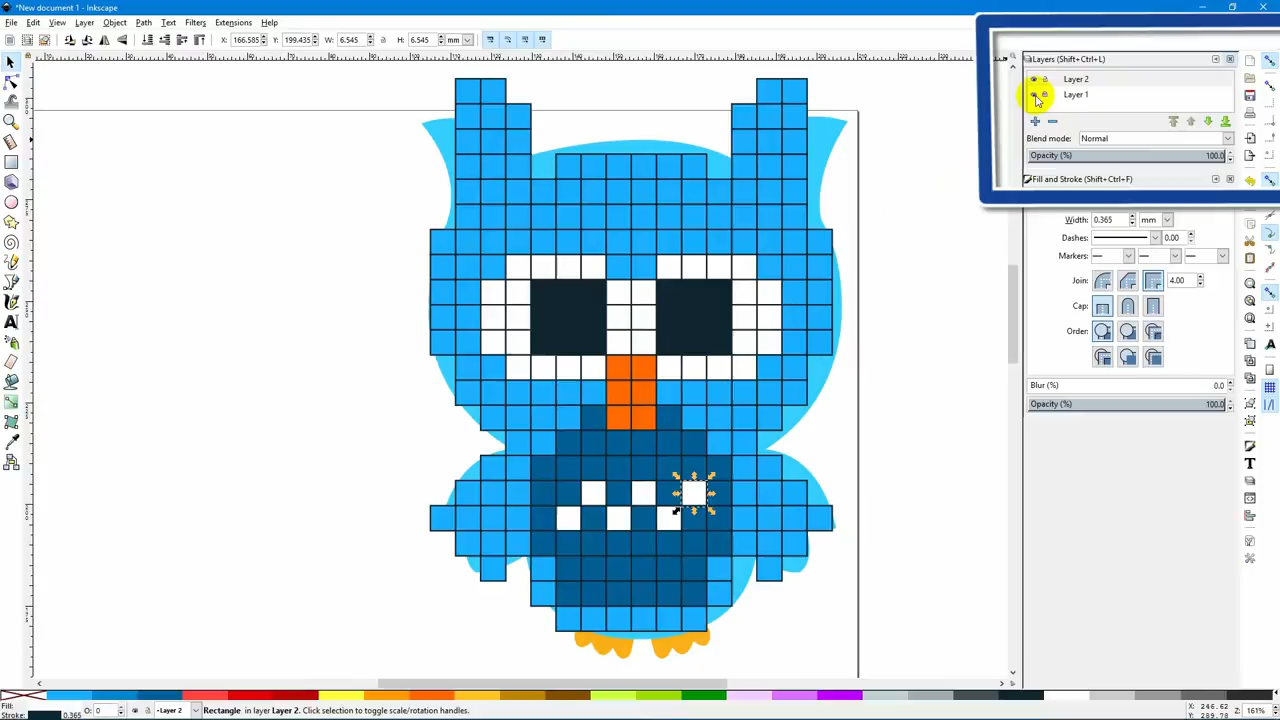 *New document 1 - Inkscape
File Edit View Layer Object Path Text Filters Extensions Help
X: 166.585 Y: 199.435 W: 6.545 H: 6.545 mm
Layers (Shift+Ctrl+L)
Layer 2
Layer 1
Blend mode: Normal
Opacity (%) 100.0
Fill and Stroke (Shift+Ctrl+F)
Width: 0.365 mm
Dashes: 0.00
Markers:
Join: 4.00
Cap:
Order:
Blur (%) 0.0
Opacity (%) 100.0
Fill:
Stroke: 0.365 O: 0 Layer 2 Rectangle in layer Layer 2. Click selection to toggle scale/rotation handles. X: 246.62 Y: 289.78 Z: 161%